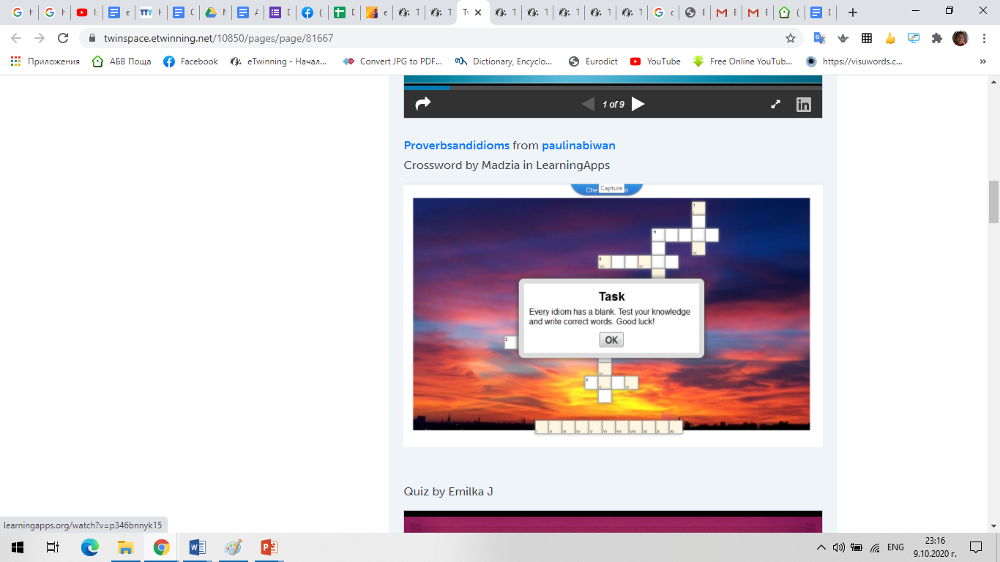 twinspace.etwinning.net/10850/pages/page/81667
Приложения АБВ Поща Facebook eTwinning - Начал... Convert JPG to PDF... Dictionary, Encyclo... Eurodict YouTube Free Online YouTub... https://visuwords.c... »
1 of 9
Proverbsandidioms from paulinabiwan
Crossword by Madzia in LearningApps
Capture
Task
Every idiom has a blank. Test your knowledge
and write correct words. Good luck!
OK
Quiz by Emilka J
learningapps.org/watch?v=p346bnnyk15
ENG
23:16
9.10.2020 г.